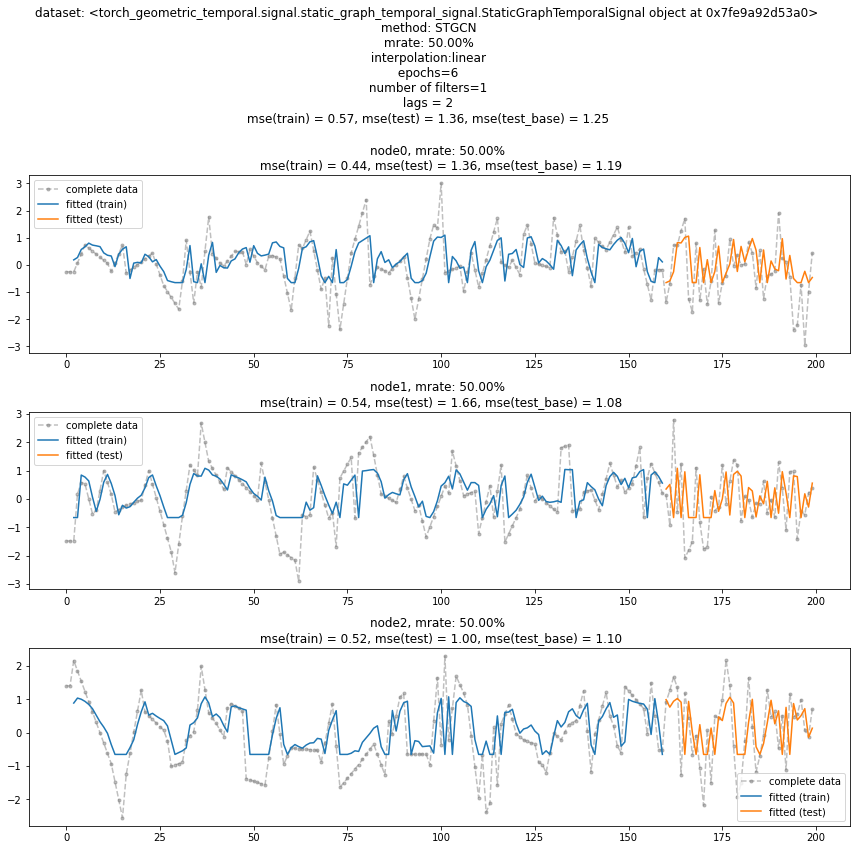 dataset: <torch_geometric_temporal.signal.static_graph_temporal_signal.StaticGraphTemporalSignal object at 0x7fe9a92d53a0>
method: STGCN
mrate: 50.00%
interpolation:linear
epochs=6
number of filters=1
lags = 2
mse(train) = 0.57, mse(test) = 1.36, mse(test_base) = 1.25
node0, mrate: 50.00%
mse(train) = 0.44, mse(test) = 1.36, mse(test_base) = 1.19
complete data
fitted (train)
fitted (test)
3
2
1
0
−1
−2
−3
0 25 50 75 100 125 150 175 200
node1, mrate: 50.00%
mse(train) = 0.54, mse(test) = 1.66, mse(test_base) = 1.08
complete data
fitted (train)
fitted (test)
3
2
1
0
−1
−2
−3
0 25 50 75 100 125 150 175 200
node2, mrate: 50.00%
mse(train) = 0.52, mse(test) = 1.00, mse(test_base) = 1.10
2
1
0
−1
−2
complete data
fitted (train)
fitted (test)
0 25 50 75 100 125 150 175 200